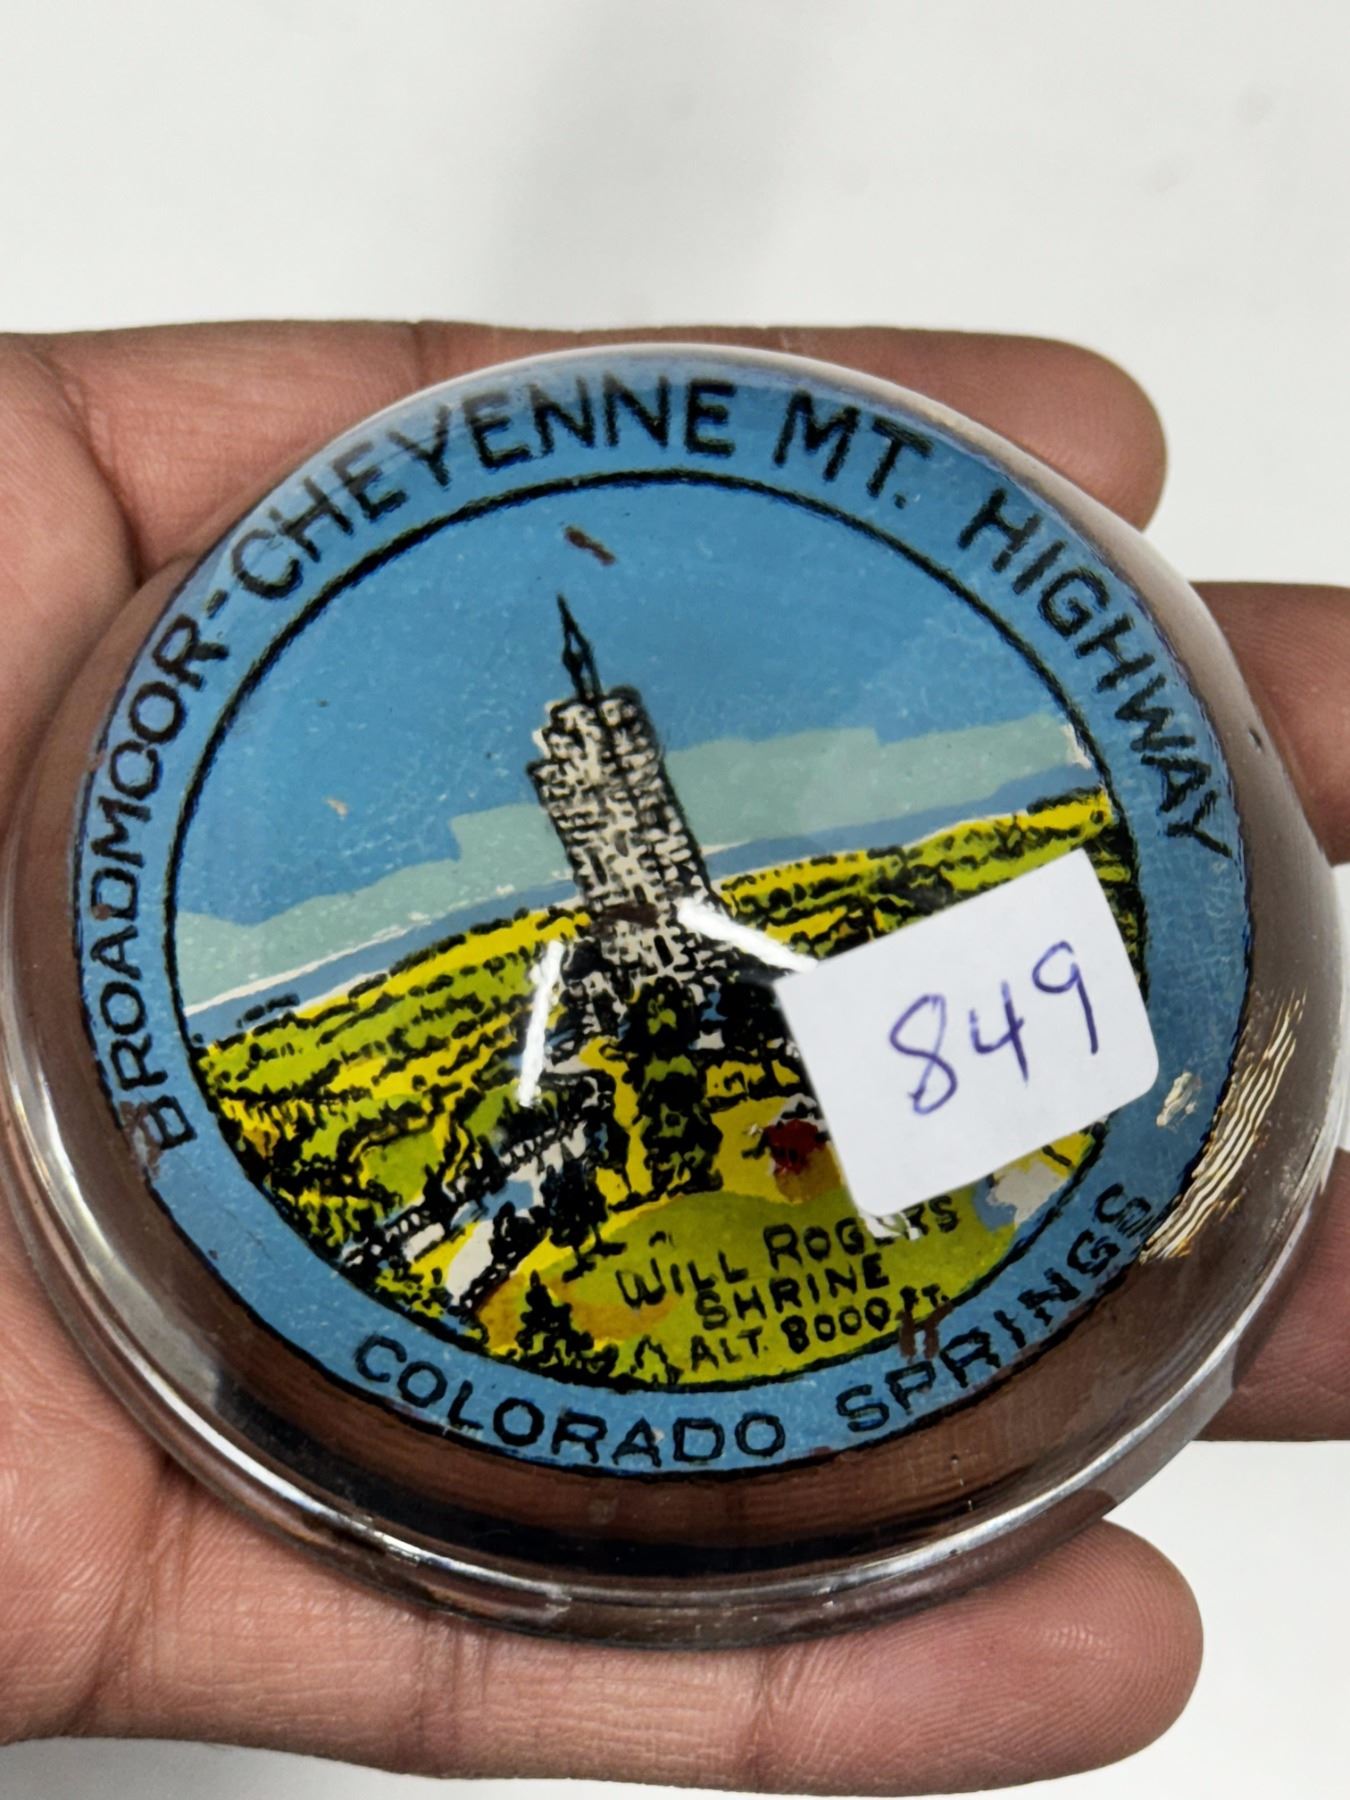 BROADMOOR-CHEYENNE MT. HIGHWAY
849
WILL ROGERS
SHRINE
ALT. 8000 FT.
COLORADO SPRINGS